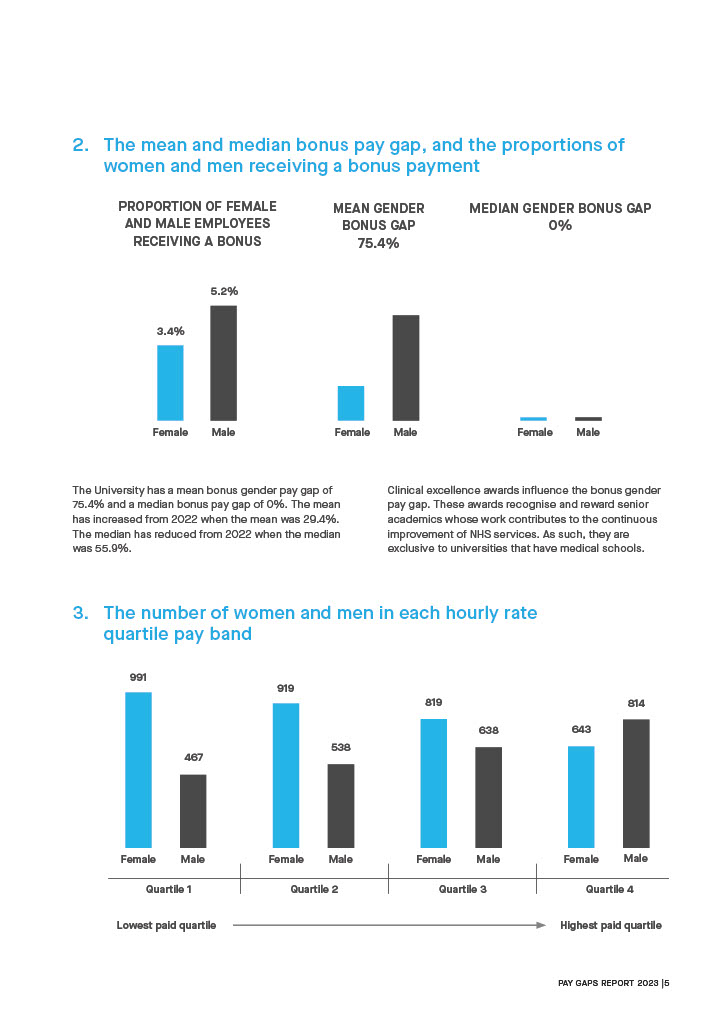 2. The mean and median bonus pay gap, and the proportions of
women and men receiving a bonus payment
PROPORTION OF FEMALE
AND MALE EMPLOYEES
RECEIVING A BONUS
5.2%
3.4%
Female Male
MEAN GENDER
BONUS GAP
75.4%
Female Male
MEDIAN GENDER BONUS GAP
0%
Female Male
The University has a mean bonus gender pay gap of
75.4% and a median bonus pay gap of 0%. The mean
has increased from 2022 when the mean was 29.4%.
The median has reduced from 2022 when the median
was 55.9%.
Clinical excellence awards influence the bonus gender
pay gap. These awards recognise and reward senior
academics whose work contributes to the continuous
improvement of NHS services. As such, they are
exclusive to universities that have medical schools.
3. The number of women and men in each hourly rate
quartile pay band
991
467
919
538
819
638
643
814
Female Male Female Male Female Male Female Male
Quartile 1 Quartile 2 Quartile 3 Quartile 4
Lowest paid quartile Highest paid quartile
PAY GAPS REPORT 2023 |5